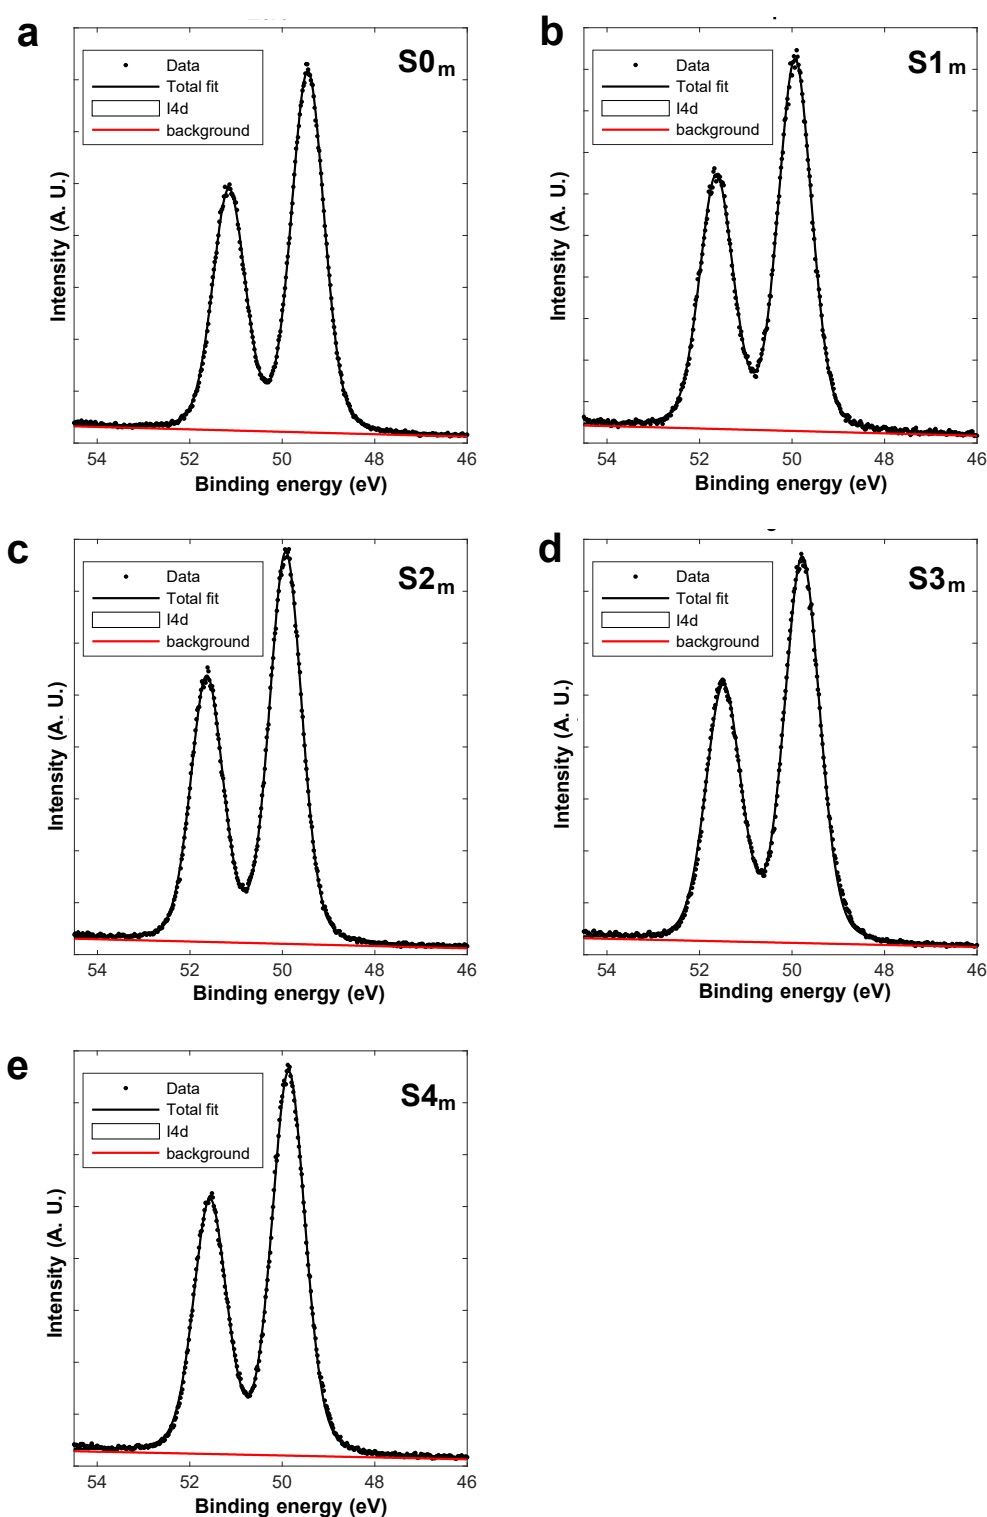 a
S0m
Data
Total fit
I4d
background
Intensity (A. U.)
54 52 50 48 46
Binding energy (eV)
b
S1m
Data
Total fit
I4d
background
Intensity (A. U.)
54 52 50 48 46
Binding energy (eV)
c
S2m
Data
Total fit
I4d
background
Intensity (A. U.)
54 52 50 48 46
Binding energy (eV)
d
S3m
Data
Total fit
I4d
background
Intensity (A. U.)
54 52 50 48 46
Binding energy (eV)
e
S4m
Data
Total fit
I4d
background
Intensity (A. U.)
54 52 50 48 46
Binding energy (eV)